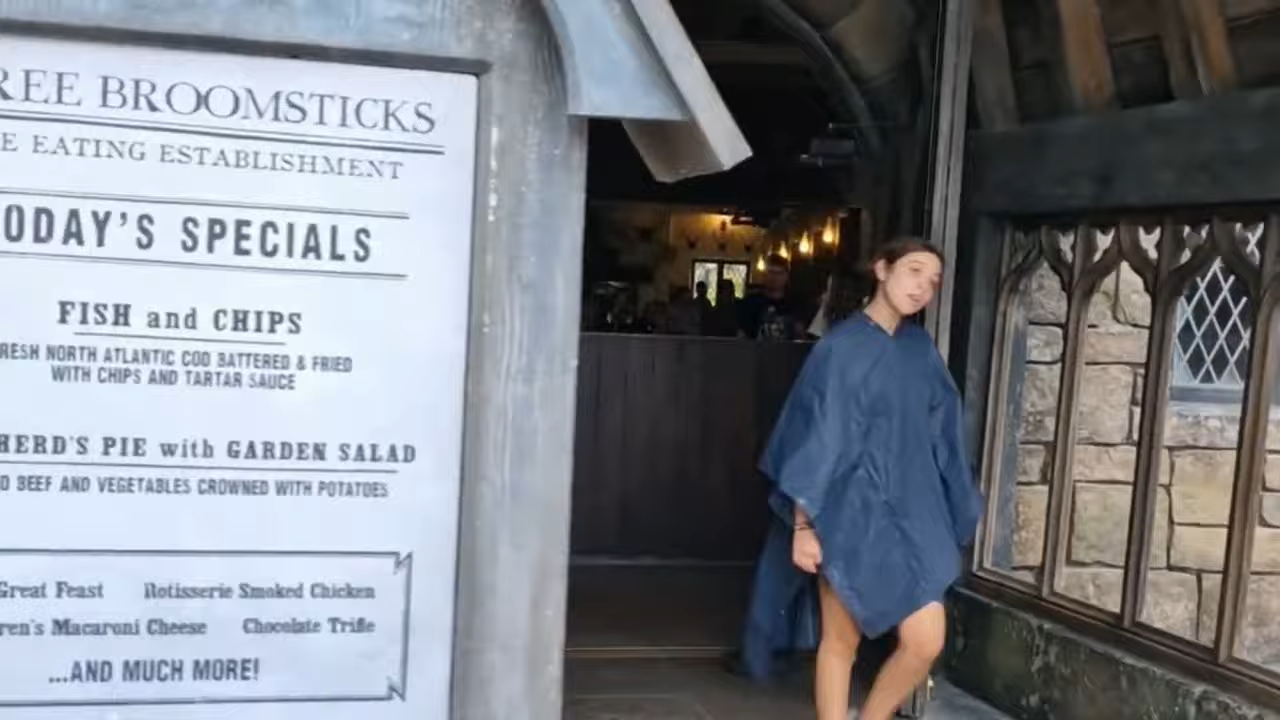 REE BROOMSTICKS
E EATING ESTABLISHMENT
ODAY'S SPECIALS
FISH and CHIPS
RESH NORTH ATLANTIC COD BATTERED & FRIED
WITH CHIPS AND TARTAR SAUCE
HERD'S PIE with GARDEN SALAD
D BEEF AND VEGETABLES CROWNED WITH POTATOES
Great Feast Rotisserie Smoked Chicken
ren's Macaroni Cheese Chocolate Trifle
...AND MUCH MORE!